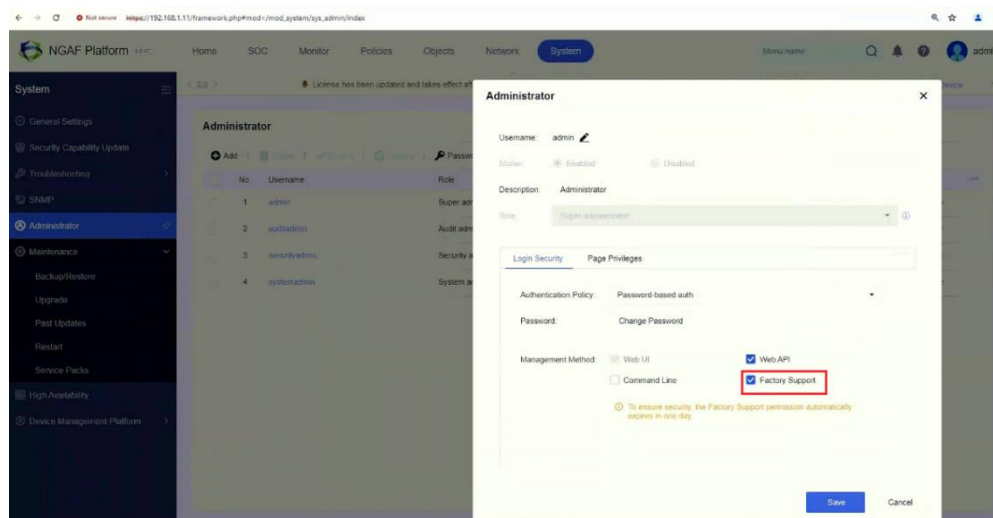 Not secure https://192.168.1.11/framework.php#mod=/mod_system/sys_admin/index
NGAF Platform
Home SOC Monitor Policies Objects Network System Menu name admi
System
License has been updated and takes effect aft
General Settings
Security Capability Update
Troubleshooting
SNMP
Administrator
Maintenance
Backup/Restore
Upgrade
Past Updates
Restart
Service Packs
High Availability
Device Management Platform
Administrator
Add Passw
No. Username Role
1 admin Super adm
2 auditadmin Audit adm
3 securityadmin Security a
4 systemadmin System a
Administrator
Username: admin
Status: Enabled Disabled
Description: Administrator
Role: Super administrator
Login Security Page Privileges
Authentication Policy: Password-based auth
Password: Change Password
Management Method: Web UI Web API
Command Line Factory Support
To ensure security, the Factory Support permission automatically
expires in one day.
Save Cancel